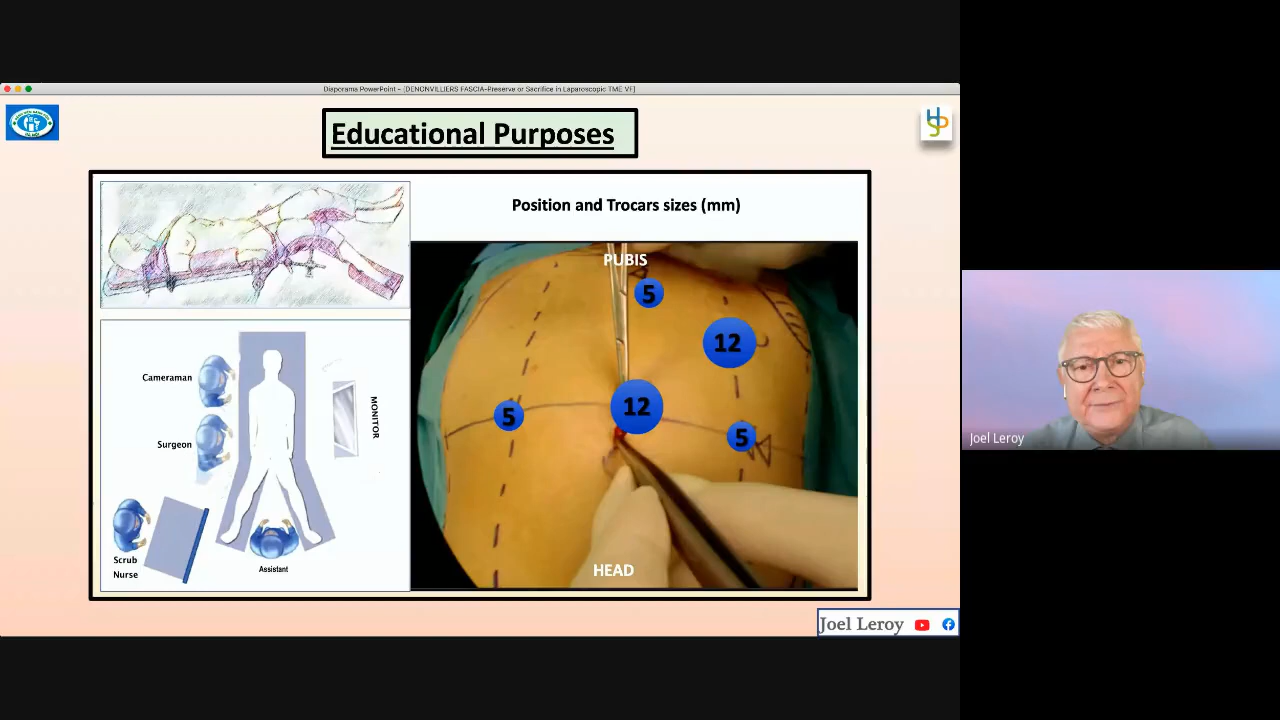 Diaporama PowerPoint - [DENONVILLIERS FASCIA-Preserve or Sacrifice in Laparoscopic TME VF]
Educational Purposes
Position and Trocars sizes (mm)
PUBIS
5
12
12
5
5
HEAD
Cameraman
Surgeon
MONITOR
Scrub
Nurse
Assistant
Joel Leroy
Joel Leroy